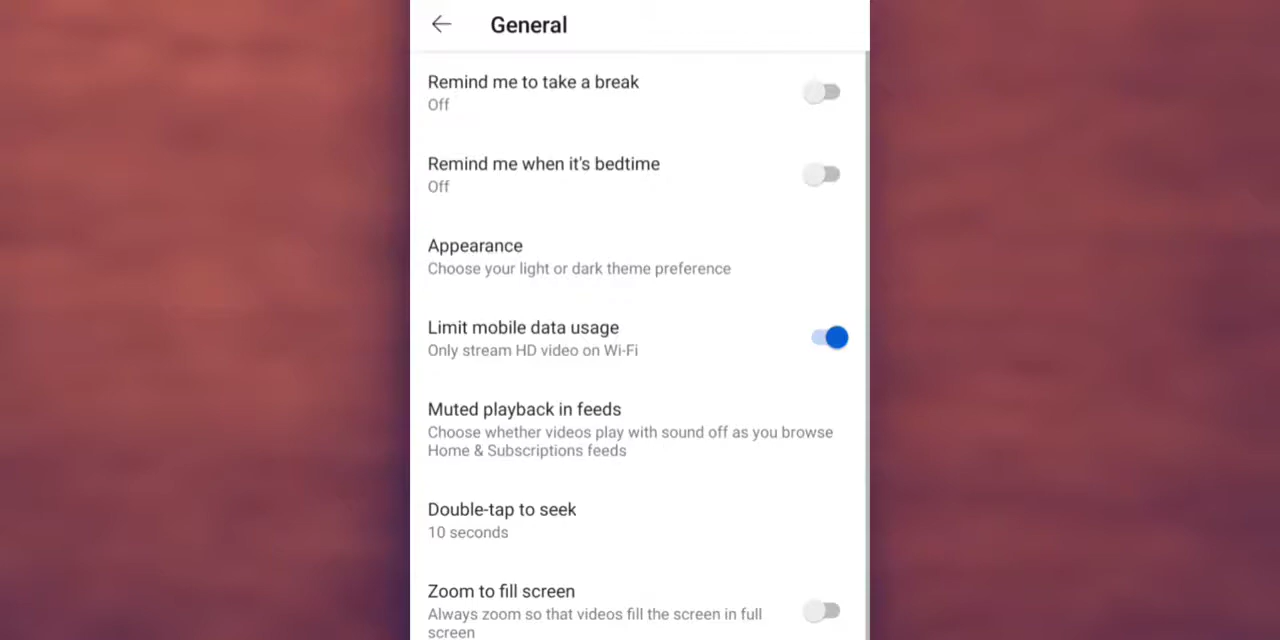 General
Remind me to take a break
Off
Remind me when it's bedtime
Off
Appearance
Choose your light or dark theme preference
Limit mobile data usage
Only stream HD video on Wi-Fi
Muted playback in feeds
Choose whether videos play with sound off as you browse
Home & Subscriptions feeds
Double-tap to seek
10 seconds
Zoom to fill screen
Always zoom so that videos fill the screen in full
screen